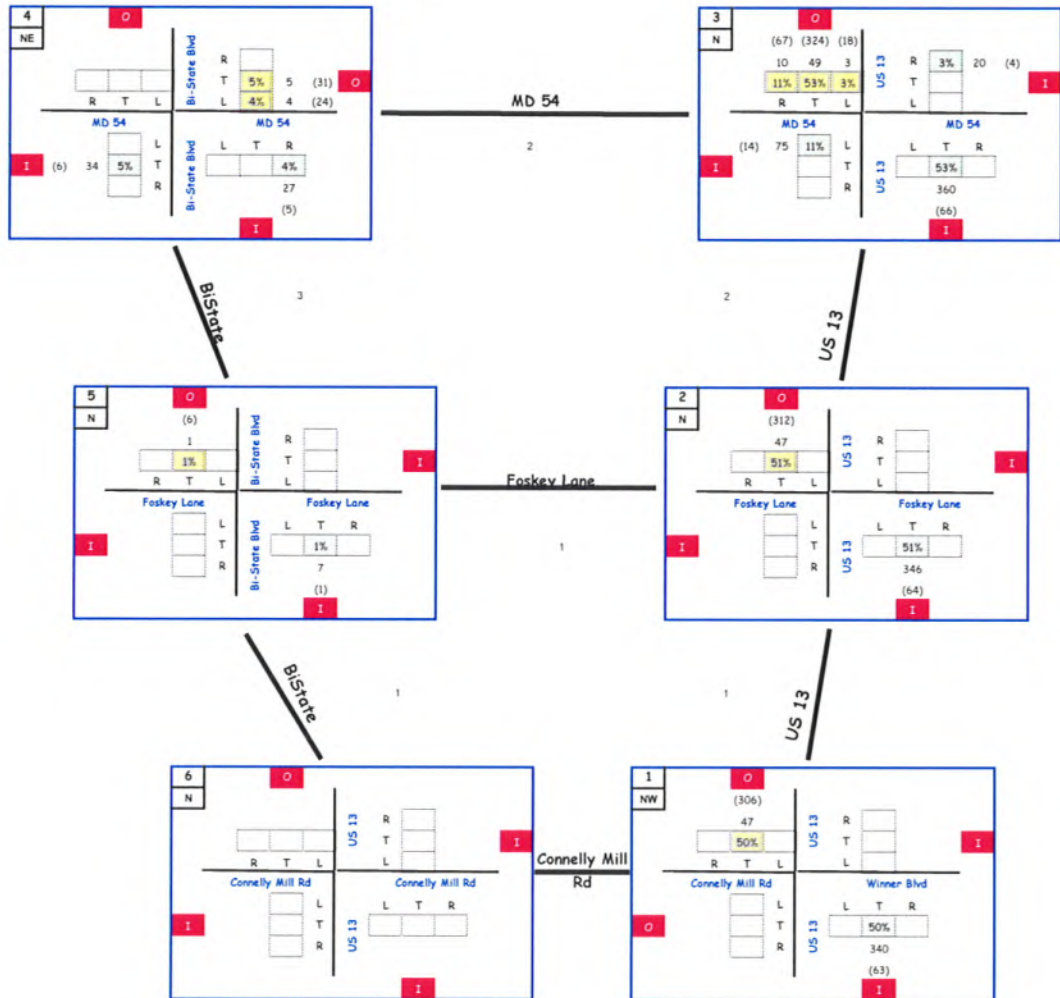 4
NE
O
R
T 5% 5 (31) O
L 4% 4 (24)
Bi-State Blvd
R T L
MD 54
MD 54
L
I (6) 34 5% T
R
Bi-State Blvd
L T R
4%
27
(5)
I
MD 54
2
3
N
O
(67) (324) (18)
10 49 3
11% 53% 3%
R T L
US 13
R 3% 20 (4)
T
L
I
MD 54
MD 54
I (14) 75 11% L
T
R
US 13
L T R
53%
360
(66)
I
BiState
3
2
US 13
5
N
O
(6)
1
1%
R T L
Bi-State Blvd
R
T
L
I
Foskey Lane
Foskey Lane
L
I T
R
Bi-State Blvd
L T R
1%
7
(1)
I
Foskey Lane
1
2
N
O
(312)
47
51%
R T L
US 13
R
T
L
I
Foskey Lane
Foskey Lane
L
I T
R
US 13
L T R
51%
346
(64)
I
BiState
1
1
US 13
6
N
O
R T L
US 13
R
T
L
I
Connelly Mill Rd
Connelly Mill Rd
L
I T
R
US 13
L T R
I
Connelly Mill
Rd
1
NW
O
(306)
47
50%
R T L
US 13
R
T
L
I
Connelly Mill Rd
Winner Blvd
L
O T
R
US 13
L T R
50%
340
(63)
I